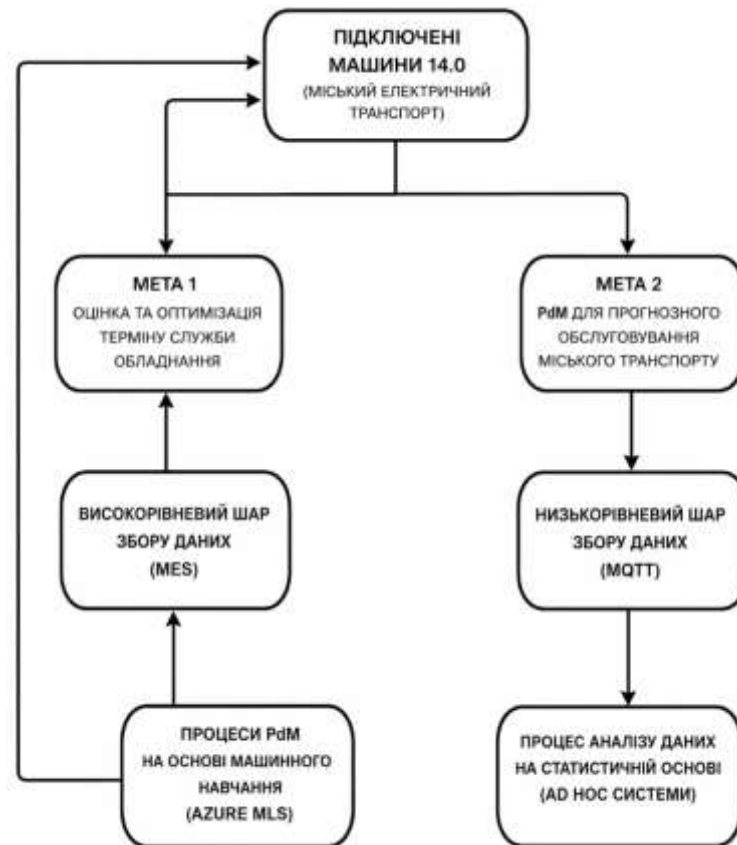 ПІДКЛЮЧЕНІ
МАШИНИ 14.0
(МІСЬКИЙ ЕЛЕКТРИЧНИЙ
ТРАНСПОРТ)
МЕТА 1
ОЦІНКА ТА ОПТИМІЗАЦІЯ
ТЕРМІНУ СЛУЖБИ
ОБЛАДНАННЯ
МЕТА 2
PdM ДЛЯ ПРОГНОЗНОГО
ОБСЛУГОВУВАННЯ
МІСЬКОГО ТРАНСПОРТУ
ВИСОКОРІВНЕВИЙ ШАР
ЗБОРУ ДАНИХ
(MES)
НИЗЬКОРІВНЕВИЙ ШАР
ЗБОРУ ДАНИХ
(MQTT)
ПРОЦЕСИ PdM
НА ОСНОВІ МАШИННОГО
НАВЧАННЯ
(AZURE MLS)
ПРОЦЕС АНАЛІЗУ ДАНИХ
НА СТАТИСТИЧНІЙ ОСНОВІ
(AD HOC СИСТЕМИ)